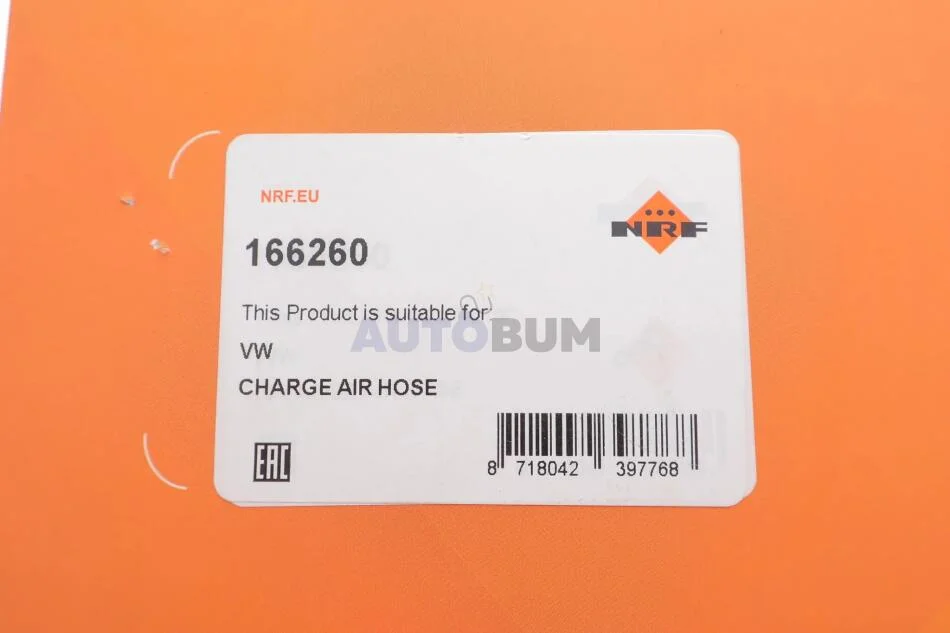 NRF.EU
NRF
166260
This Product is suitable for
AUTOBUM
VW
CHARGE AIR HOSE
EAC
8 718042 397768